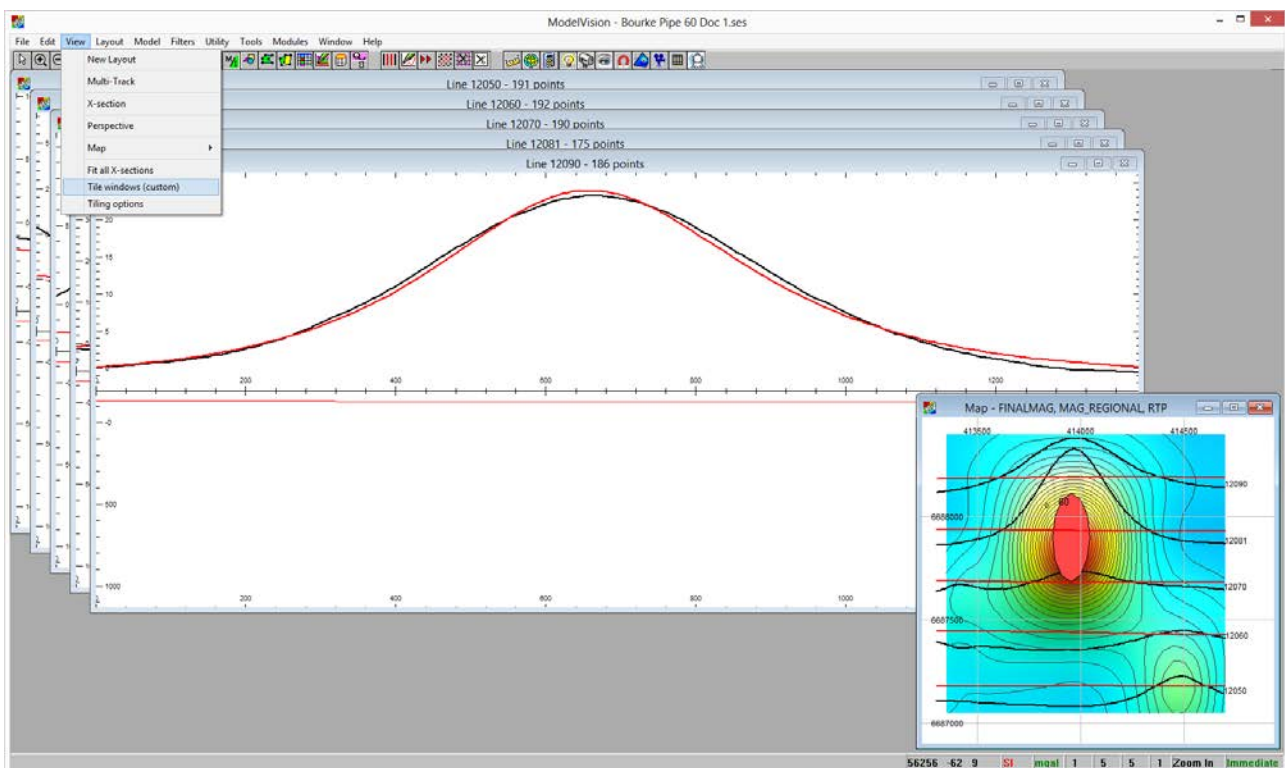 ModelVision - Bourke Pipe 60 Doc 1.ses
File Edit View Layout Model Filters Utility Tools Modules Window Help
New Layout
Multi-Track
X-section
Perspective
Map
Fit all X-sections
Tile windows (custom)
Tiling options
Line 12050 - 191 points
Line 12060 - 192 points
Line 12070 - 190 points
Line 12081 - 175 points
Line 12090 - 186 points
20
15
10
5
0
200 400 600 800 1000 1200
0
500
1000
200 400 600 800 1000
Map - FINALMAG, MAG_REGIONAL, RTP
413500 414000 414500
12090
60
6688000
12081
12070
6687500
12060
12050
6687000
56256 -62 9 SI mgal 1 5 5 1 Zoom In Immediate